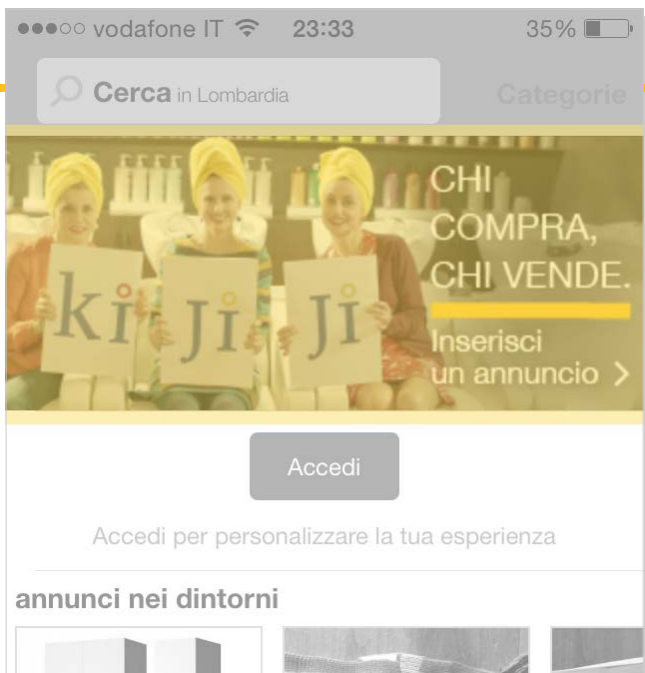 vodafone IT 23:33 35%
Cerca in Lombardia Categorie
CHI
COMPRA,
CHI VENDE.
ki ji ji
Inserisci
un annuncio >
Accedi
Accedi per personalizzare la tua esperienza
annunci nei dintorni